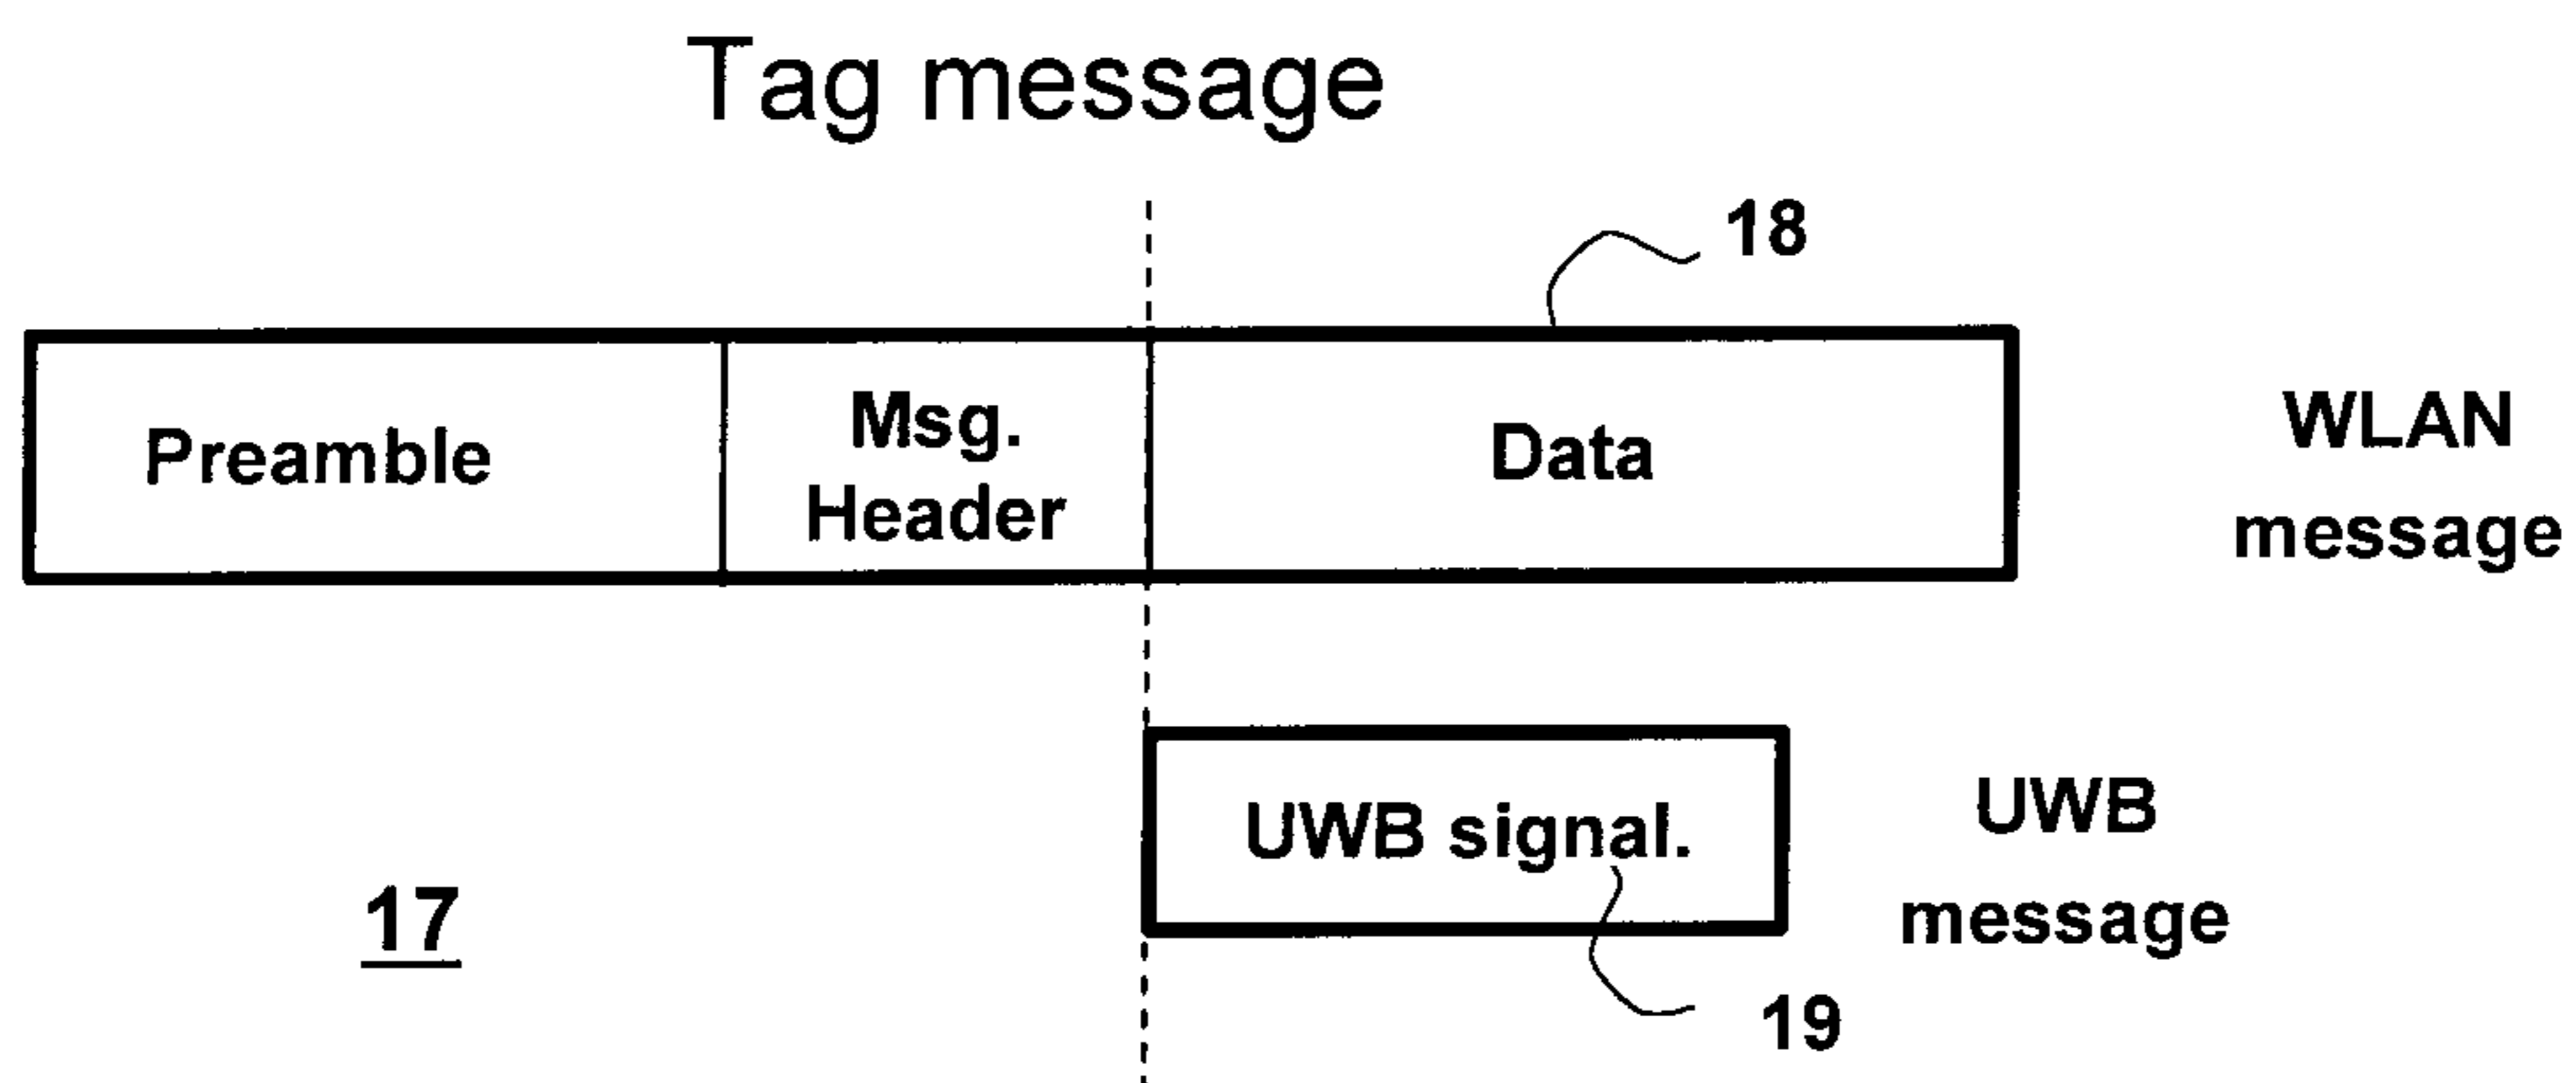 Tag message
18
Preamble
Msg.
Header
Data
WLAN
message
UWB signal.
UWB
message
17
19